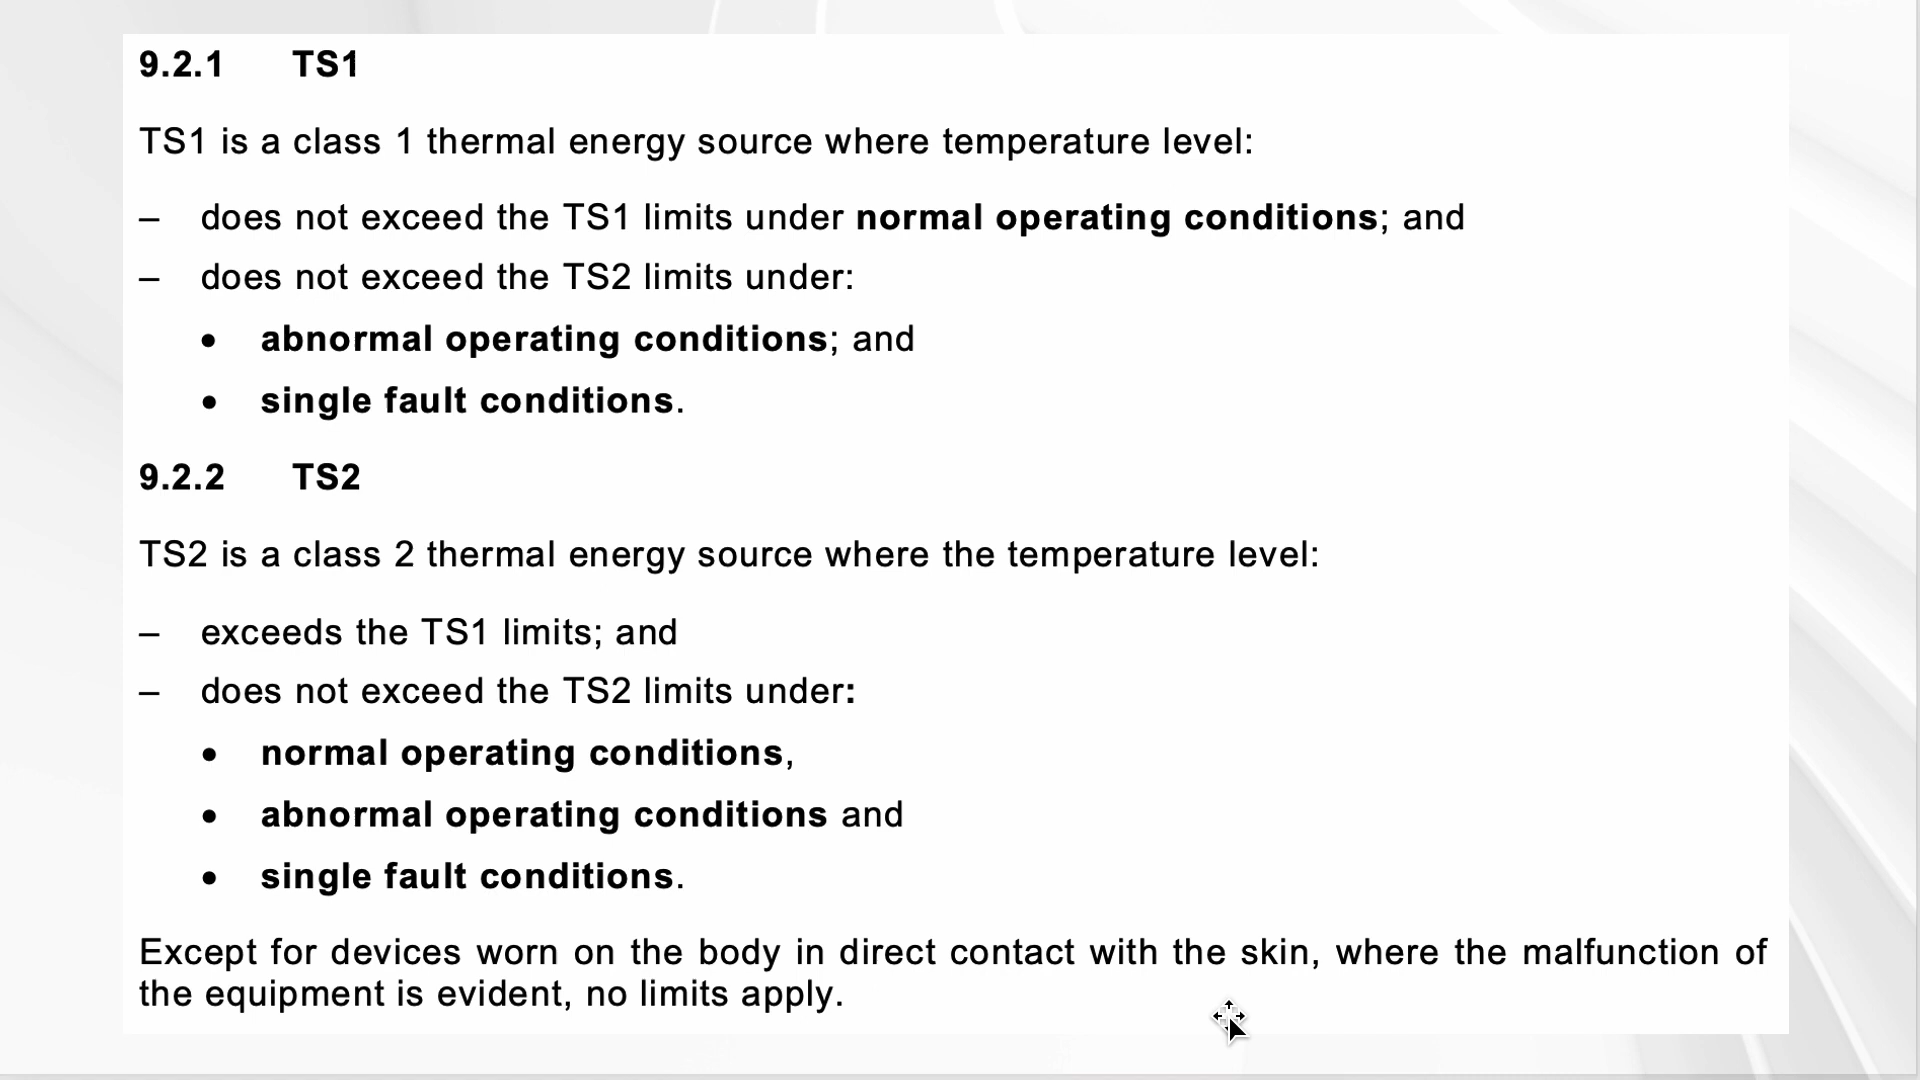 9.2.1 TS1
TS1 is a class 1 thermal energy source where temperature level:
– does not exceed the TS1 limits under normal operating conditions; and
– does not exceed the TS2 limits under:
• abnormal operating conditions; and
• single fault conditions.
9.2.2 TS2
TS2 is a class 2 thermal energy source where the temperature level:
– exceeds the TS1 limits; and
– does not exceed the TS2 limits under:
• normal operating conditions,
• abnormal operating conditions and
• single fault conditions.
Except for devices worn on the body in direct contact with the skin, where the malfunction of
the equipment is evident, no limits apply.